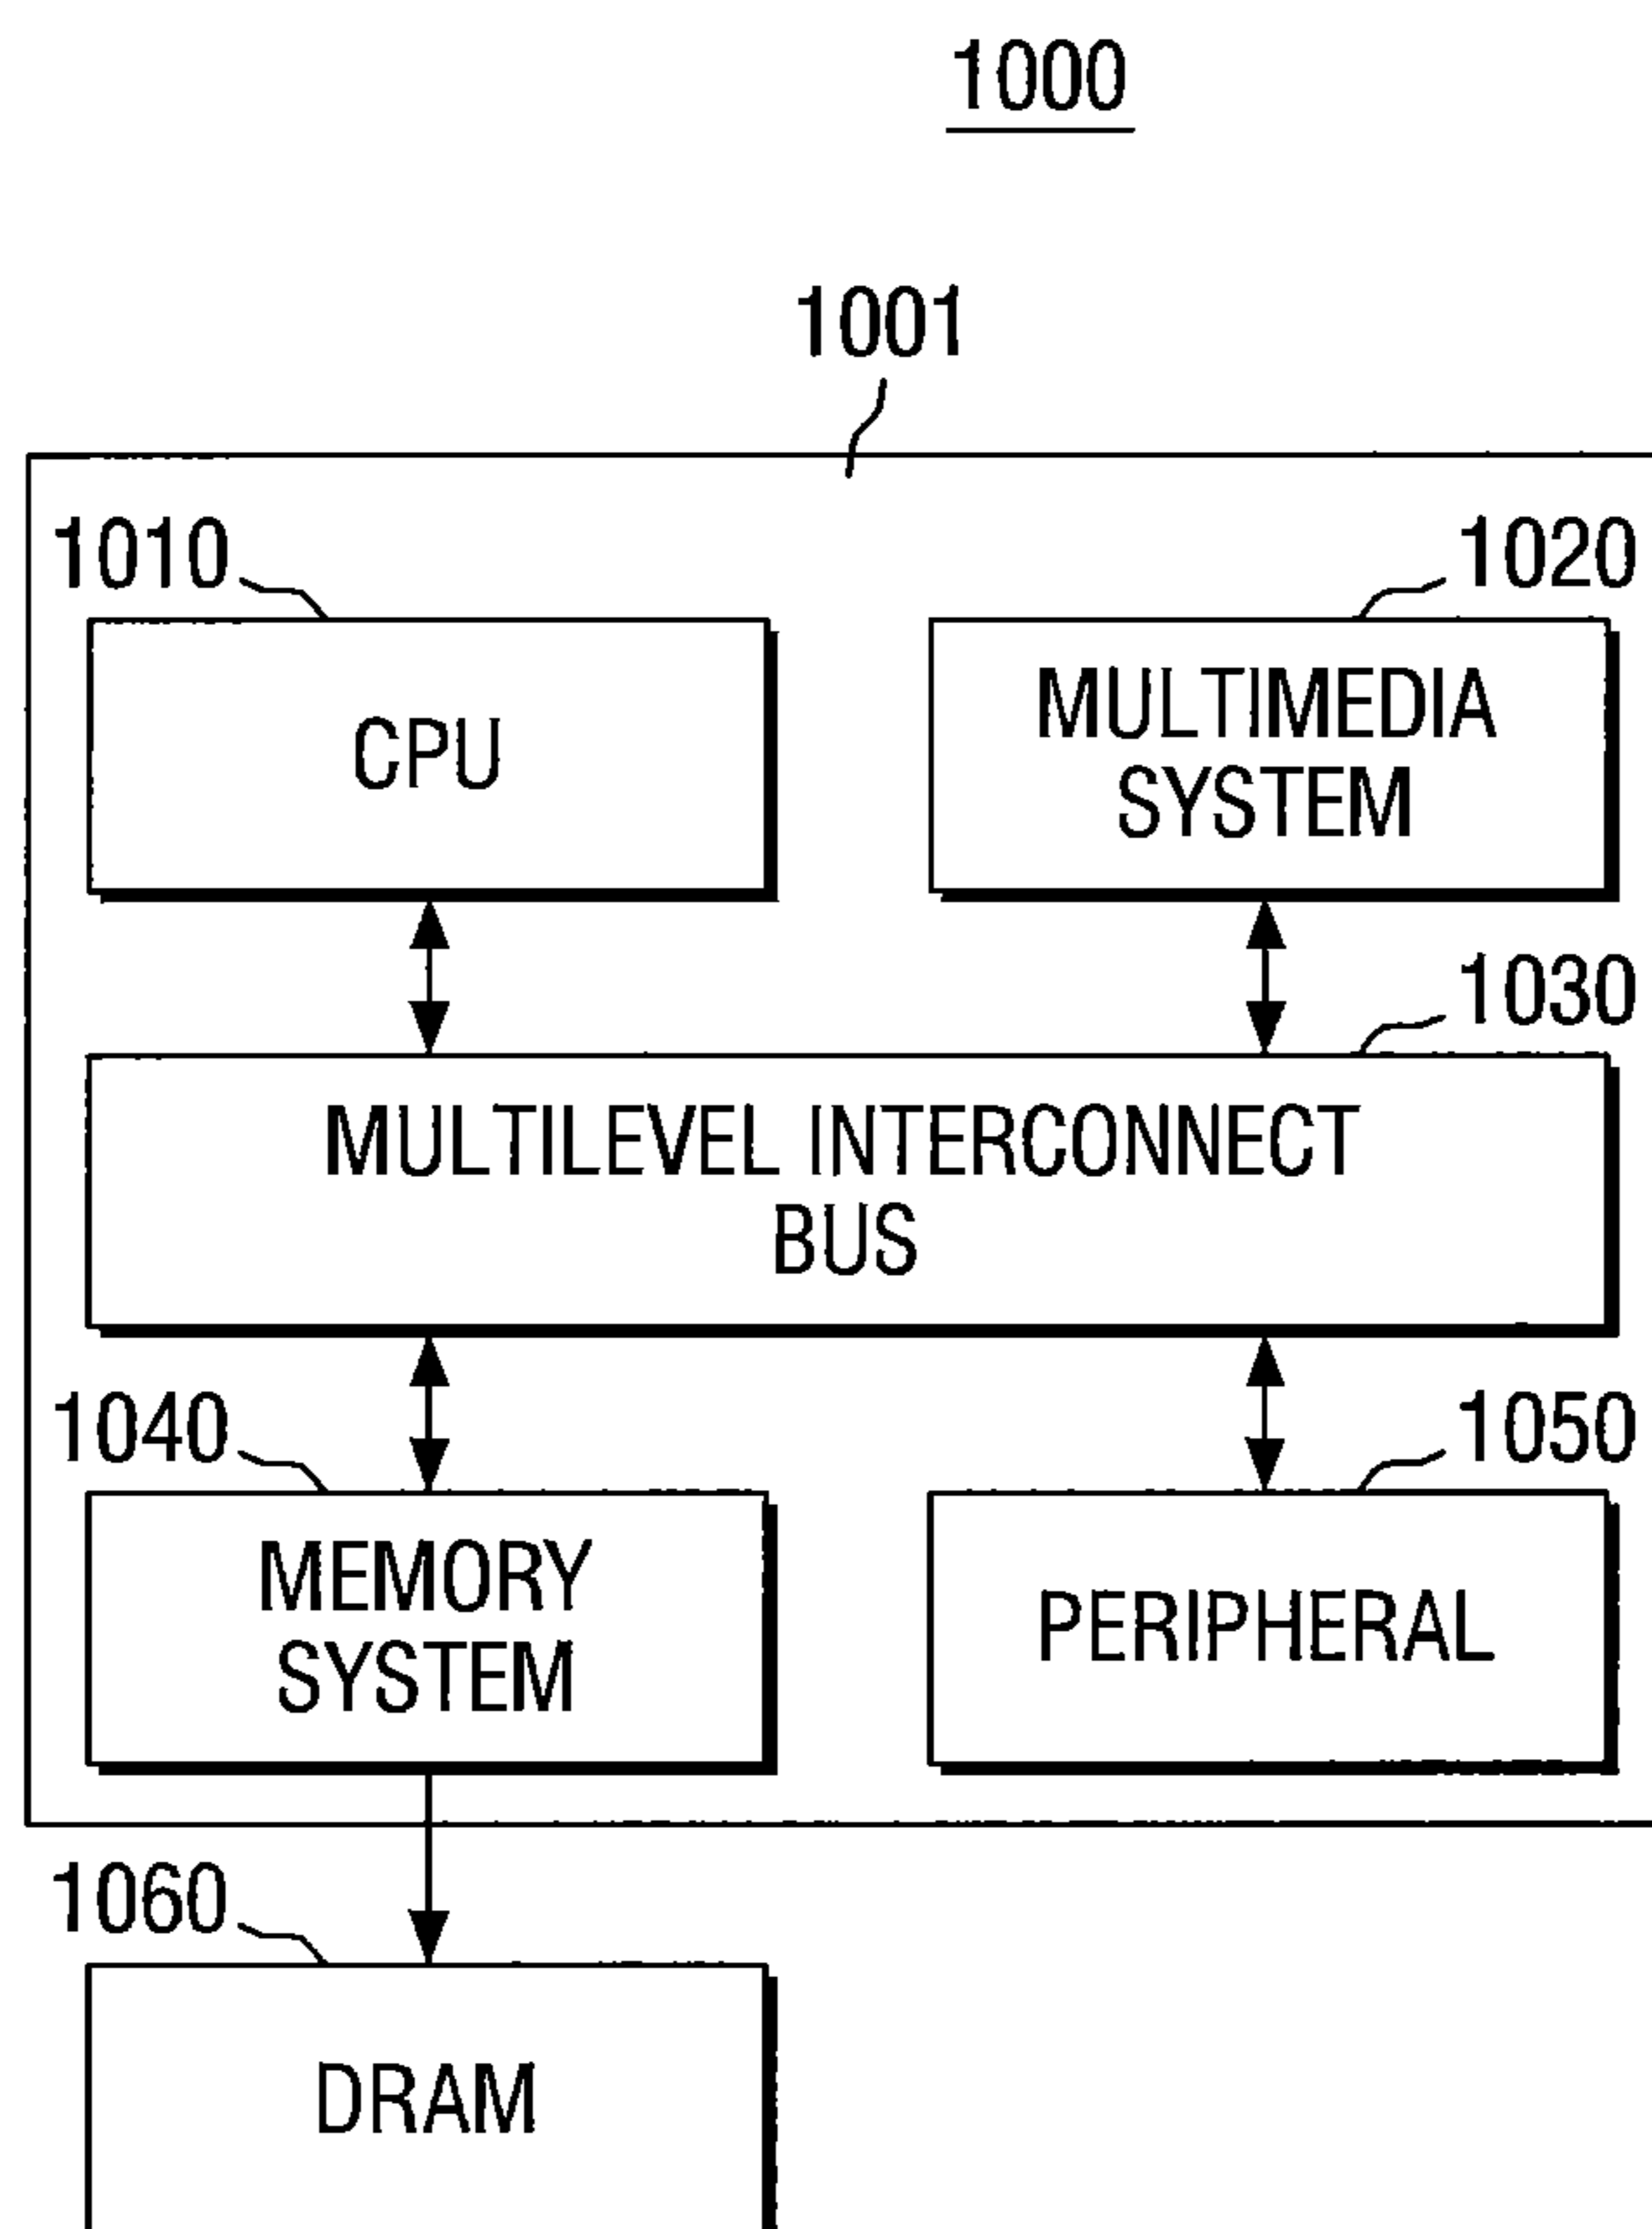 1000
1001
1010
1020
CPU
MULTIMEDIA
SYSTEM
1030
MULTILEVEL INTERCONNECT
BUS
1040
1050
MEMORY
SYSTEM
PERIPHERAL
1060
DRAM